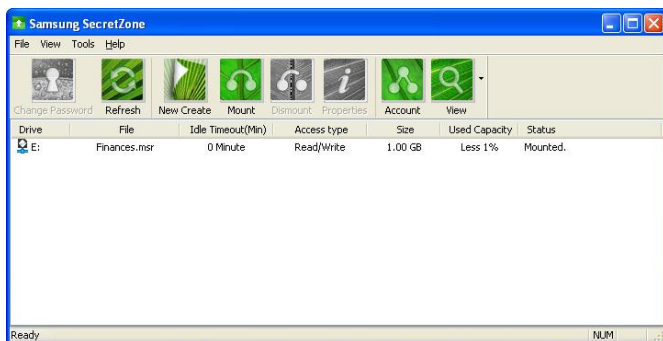 Samsung SecretZone
File View Tools Help
Change Password Refresh New Create Mount Dismount Properties Account View
Drive File Idle Timeout(Min) Access type Size Used Capacity Status
E: Finances.msr 0 Minute Read/Write 1.00 GB Less 1% Mounted.
Ready NUM